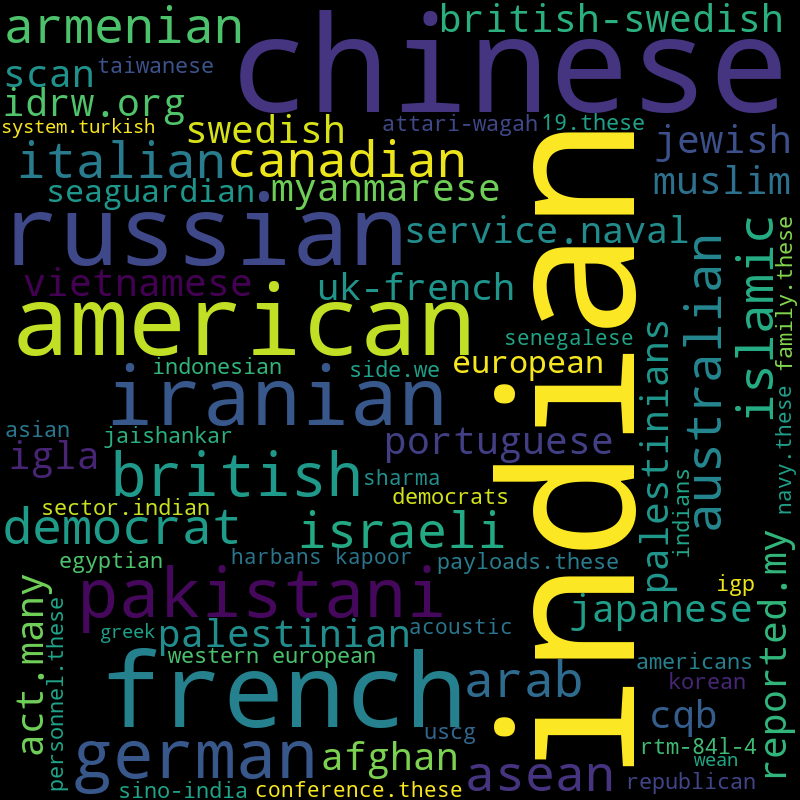 armenian
chinese
british-swedish
scan
taiwanese
idrw.org
system.turkish
swedish
attari-wagah
19.these
jewish
italian
canadian
muslim
seaguardian
myanmarese
russian
service.naval
indian
vietnamese
uk-french
australian
islamic
family.these
american
senegalese
palestinians
indonesian
side.we
european
iranian
asian
jaishankar
portuguese
igla
british
sharma
indians
navy.these
sector.indian
democrats
democrat
israeli
egyptian
harbans kapoor
payloads.these
reported.my
act.many
pakistani
igp
japanese
personnel.these
greek
palestinian
acoustic
western european
french
arab
americans
korean
cqb
uscg
german
afghan
rtm-84l-4
wean
asean
republican
sino-india
conference.these